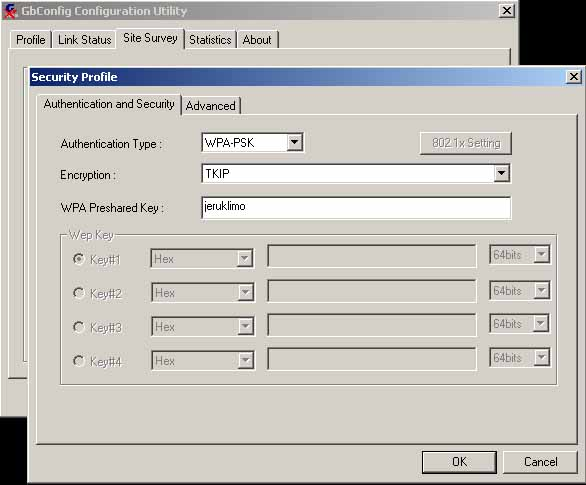 GbConfig Configuration Utility
Profile Link Status Site Survey Statistics About
Security Profile
Authentication and Security Advanced
Authentication Type : WPA-PSK 802.1x Setting
Encryption : TKIP
WPA Preshared Key : jeruklimo
Wep Key
Key#1 Hex 64bits
Key#2 Hex 64bits
Key#3 Hex 64bits
Key#4 Hex 64bits
OK Cancel